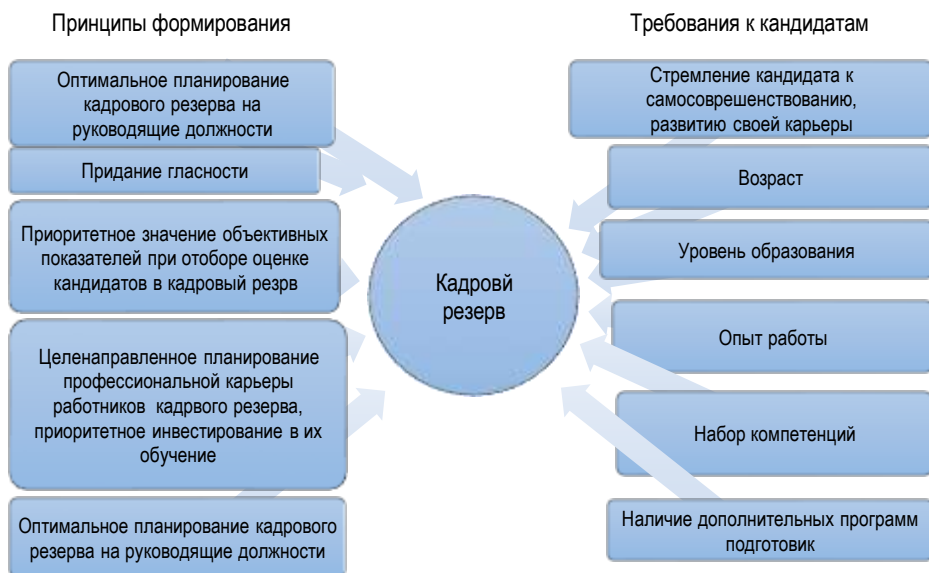 Принципы формирования
Оптимальное планирование
кадрового резерва на
руководящие должности
Придание гласности
Приоритетное значение объективных
показателей при отоборе оценке
кандидатов в кадровый резрв
Целенаправленное планирование
профессиональной карьеры
работников кадрвого резерва,
приоритетное инвестирование в их
обучение
Оптимальное планирование кадрового
резерва на руководящие должности
Кадровй
резерв
Требования к кандидатам
Стремление кандидата к
самосоврешенствованию,
развитию своей карьеры
Возраст
Уровень образования
Опыт работы
Набор компетенций
Наличие дополнительных программ
подготовик